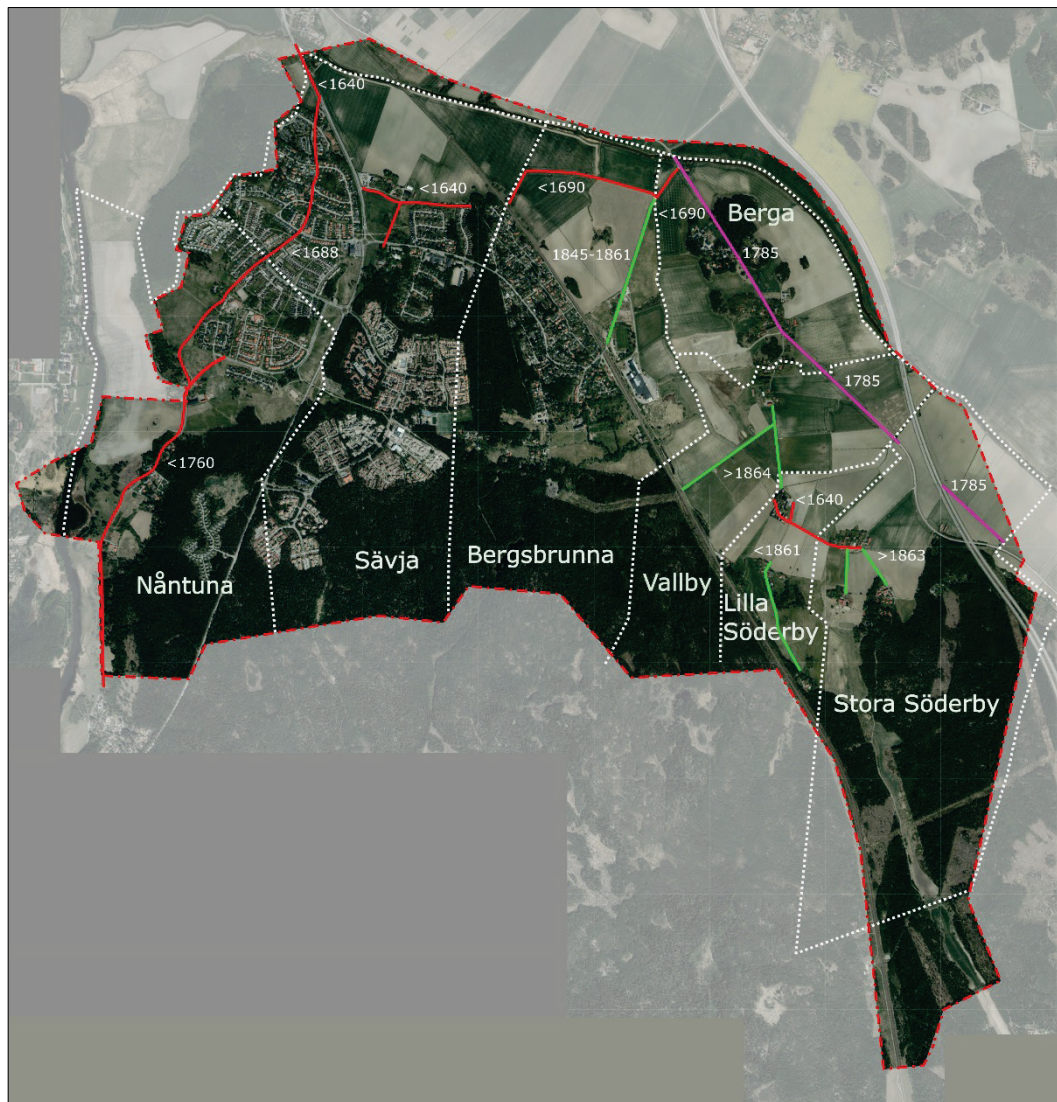 <1640
<1640
<1690
<1690
Berga
<1688
1845-1861
1785
1785
<1760
>1864
1785
<1640
Nåntuna
Sävja
Bergsbrunna
Vallby
<1861
>1863
Lilla
Söderby
Stora Söderby